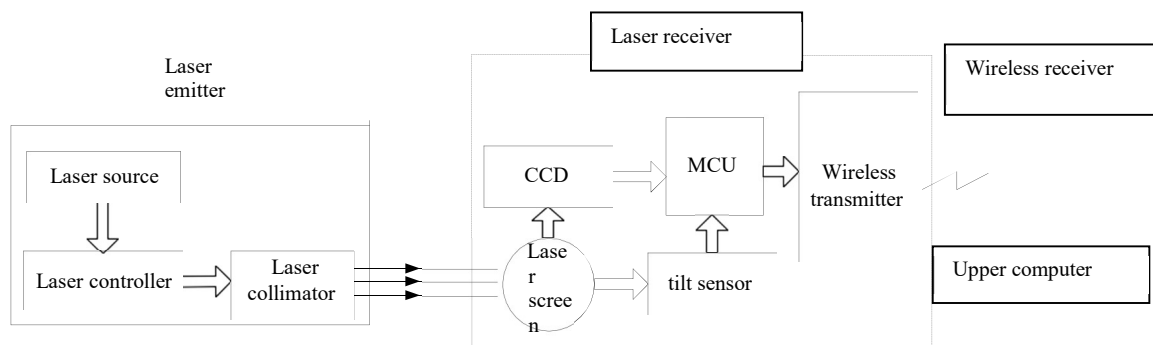 Laser receiver
Wireless receiver
Laser
emitter
Laser source
CCD
MCU
Wireless
transmitter
Lase
r
scree
n
Laser controller
Laser
collimator
tilt sensor
Upper computer